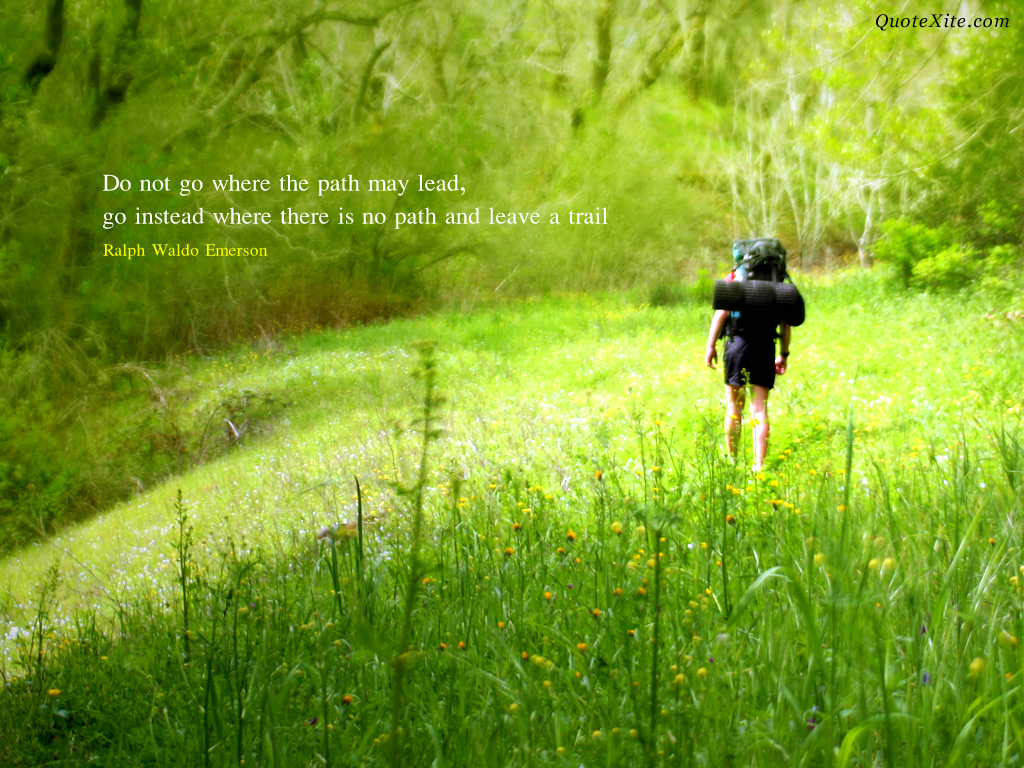 QuoteXite.com
Do not go where the path may lead,
go instead where there is no path and leave a trail
Ralph Waldo Emerson